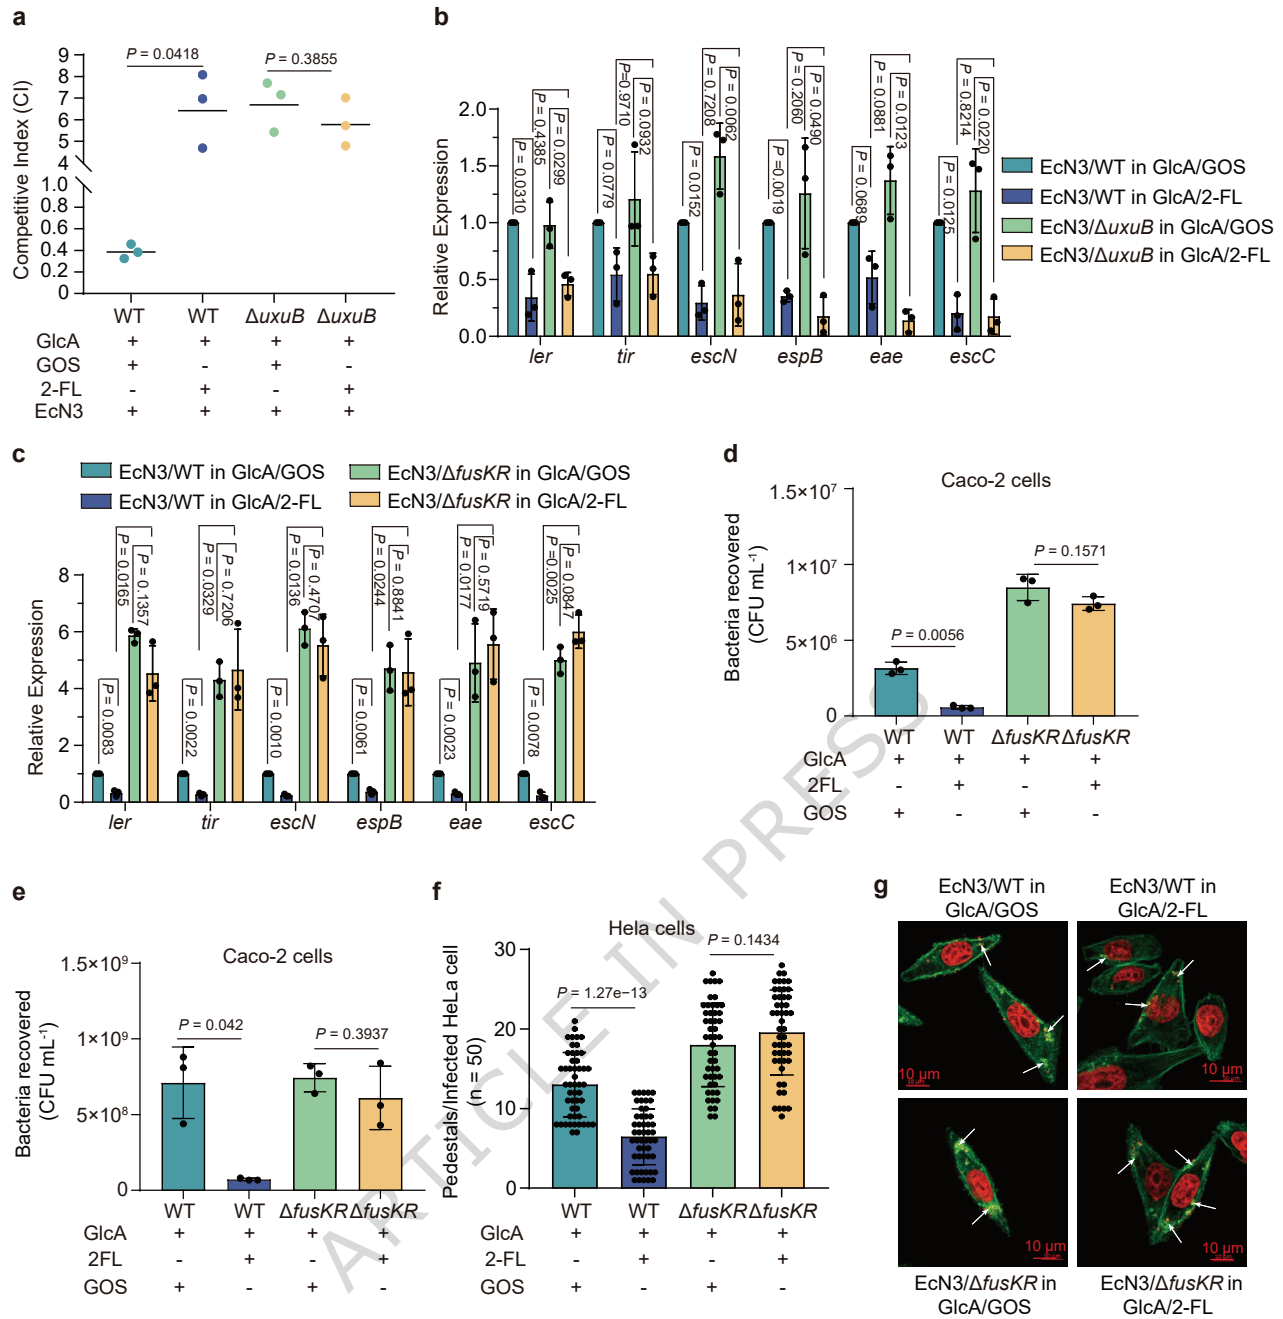 a
Competitive Index (CI)
9
8
7
6
5
4
1.0
0.8
0.6
0.4
0.2
0
P = 0.0418
P = 0.3855
WT WT ΔuxuB ΔuxuB
GlcA + + + +
GOS + - + -
2-FL - + - +
EcN3 + + + +
b
Relative Expression
2.0
1.5
1.0
0.5
0.0
P = 0.0310
P = 0.4385
P = 0.0299
P = 0.0779
P=0.9710
P = 0.0932
P = 0.0152
P = 0.7208
P = 0.0062
P =0.0019
P = 0.2060
P = 0.0490
P = 0.0689
P = 0.0881
P = 0.0123
P = 0.0125
P = 0.8214
P = 0.0220
ler tir escN espB eae escC
EcN3/WT in GlcA/GOS
EcN3/WT in GlcA/2-FL
EcN3/ΔuxuB in GlcA/GOS
EcN3/ΔuxuB in GlcA/2-FL
c
EcN3/WT in GlcA/GOS
EcN3/WT in GlcA/2-FL
EcN3/ΔfusKR in GlcA/GOS
EcN3/ΔfusKR in GlcA/2-FL
Relative Expression
8
6
4
2
0
P = 0.0083
P = 0.0165
P = 0.1357
P = 0.0022
P = 0.0329
P = 0.7206
P = 0.0010
P = 0.0136
P = 0.4707
P = 0.0061
P = 0.0244
P = 0.8841
P = 0.0023
P = 0.0177
P = 0.5719
P = 0.0078
P =0.0025
P = 0.0847
ler tir escN espB eae escC
d
Caco-2 cells
Bacteria recovered
(CFU mL⁻¹)
1.5×10⁷
1×10⁷
5×10⁶
0
P = 0.0056
P = 0.1571
WT WT ΔfusKR ΔfusKR
GlcA + + + +
2FL - + - +
GOS + - + -
e
Caco-2 cells
Bacteria recovered
(CFU mL⁻¹)
1.5×10⁹
1×10⁹
5×10⁸
0
P = 0.042
P = 0.3937
WT WT ΔfusKR ΔfusKR
GlcA + + + +
2FL - + - +
GOS + - + -
f
Hela cells
Pedestals/Infected HeLa cell
(n = 50)
30
20
10
0
P = 1.27e−13
P = 0.1434
WT WT ΔfusKR ΔfusKR
GlcA + + + +
2-FL - + - +
GOS + - + -
g
EcN3/WT in
GlcA/GOS
EcN3/WT in
GlcA/2-FL
10 µm
10 µm
10 µm
10 µm
EcN3/ΔfusKR in
GlcA/GOS
EcN3/ΔfusKR in
GlcA/2-FL
ARTICLE IN PRESS